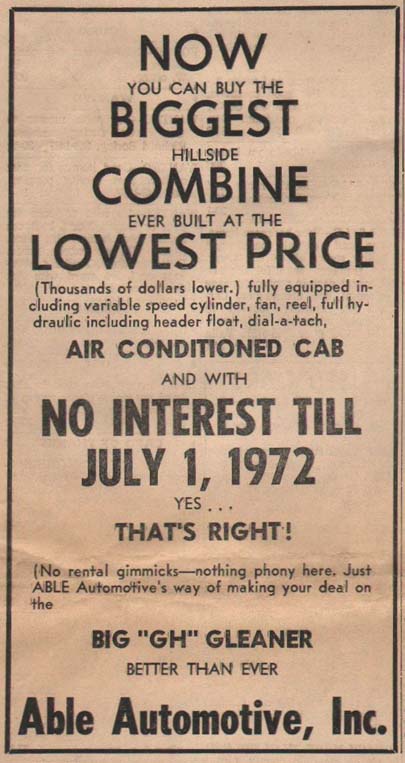 NOW
YOU CAN BUY THE
BIGGEST
HILLSIDE
COMBINE
EVER BUILT AT THE
LOWEST PRICE
(Thousands of dollars lower.) fully equipped in-
cluding variable speed cylinder, fan, reel, full hy-
draulic including header float, dial-a-tach,
AIR CONDITIONED CAB
AND WITH
NO INTEREST TILL
JULY 1, 1972
YES . . .
THAT'S RIGHT!
(No rental gimmicks—nothing phony here. Just
ABLE Automotive's way of making your deal on
the
BIG "GH" GLEANER
BETTER THAN EVER
Able Automotive, Inc.